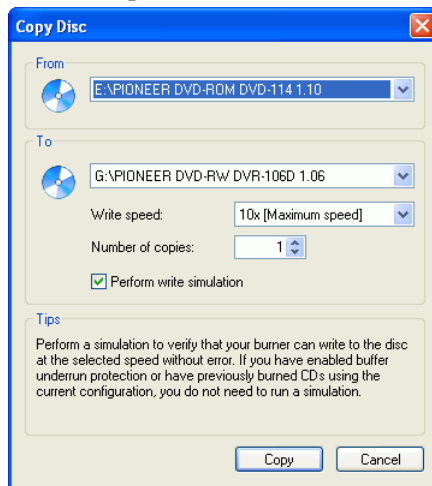 Copy Disc
From
E:\PIONEER DVD-ROM DVD-114 1.10
To
G:\PIONEER DVD-RW DVR-106D 1.06
Write speed: 10x [Maximum speed]
Number of copies: 1
Perform write simulation
Tips
Perform a simulation to verify that your burner can write to the disc
at the selected speed without error. If you have enabled buffer
underrun protection or have previously burned CDs using the
current configuration, you do not need to run a simulation.
Copy Cancel